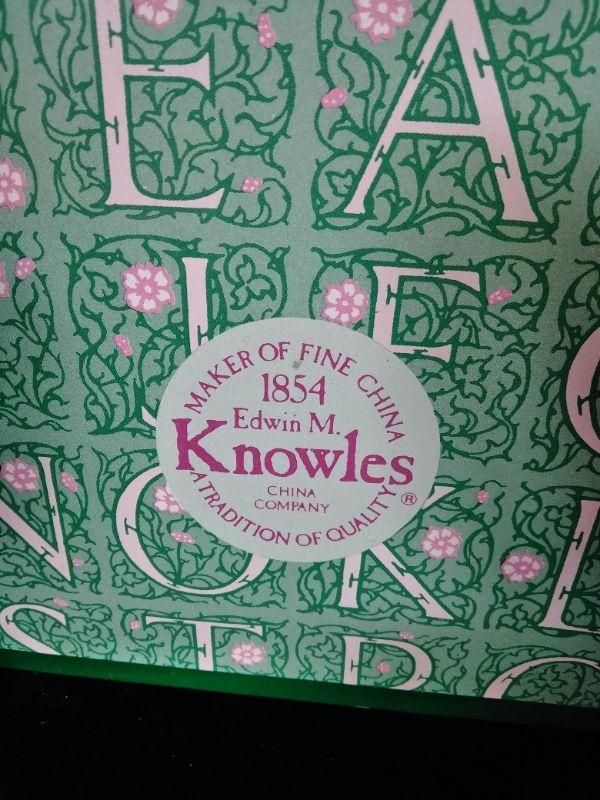 E A
J F C
MAKER OF FINE CHINA
1854
Edwin M.
Knowles
CHINA
COMPANY
A TRADITION OF QUALITY ®
N O K E
S T R O